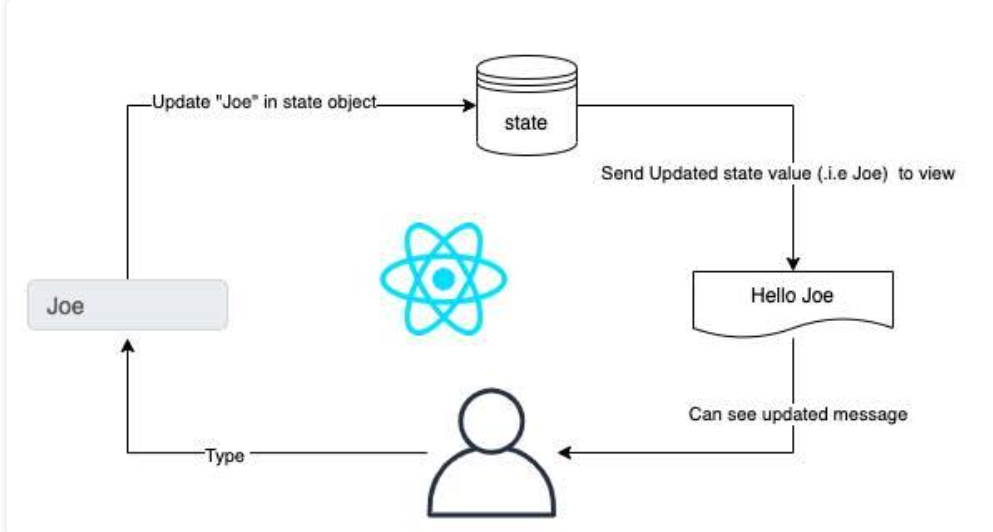 Update "Joe" in state object
state
Send Updated state value (.i.e Joe)  to view
Joe
Hello Joe
Can see updated message
Type